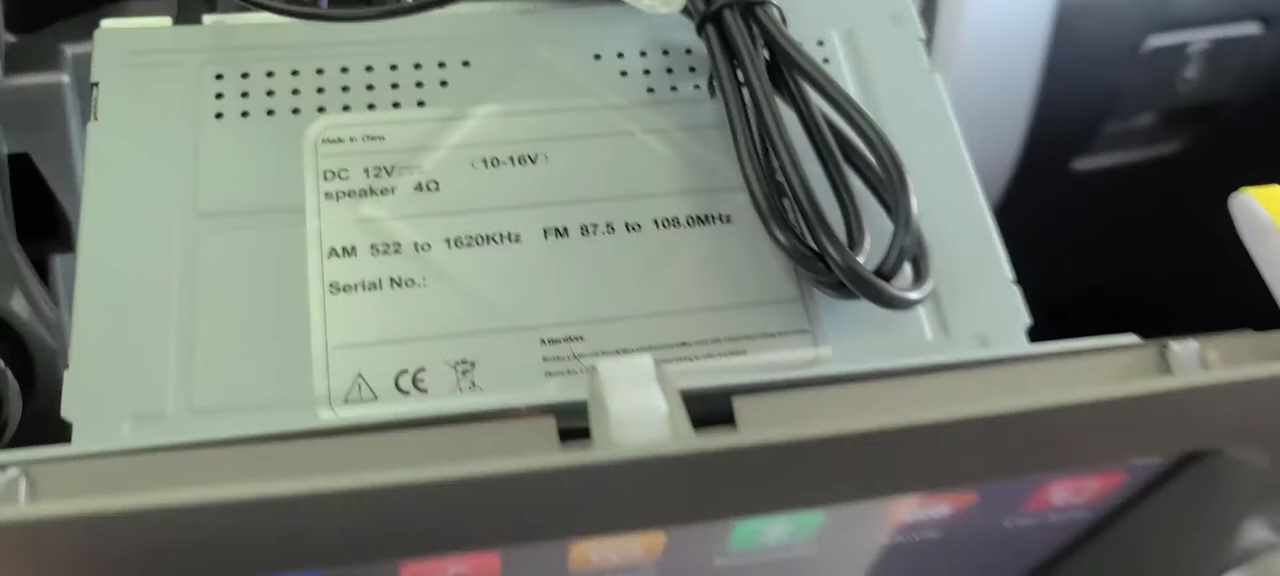 Made in China
DC 12V⎓ (10-16V)
speaker 4Ω
AM 522 to 1620KHz FM 87.5 to 108.0MHz
Serial No.:
Attention
CE